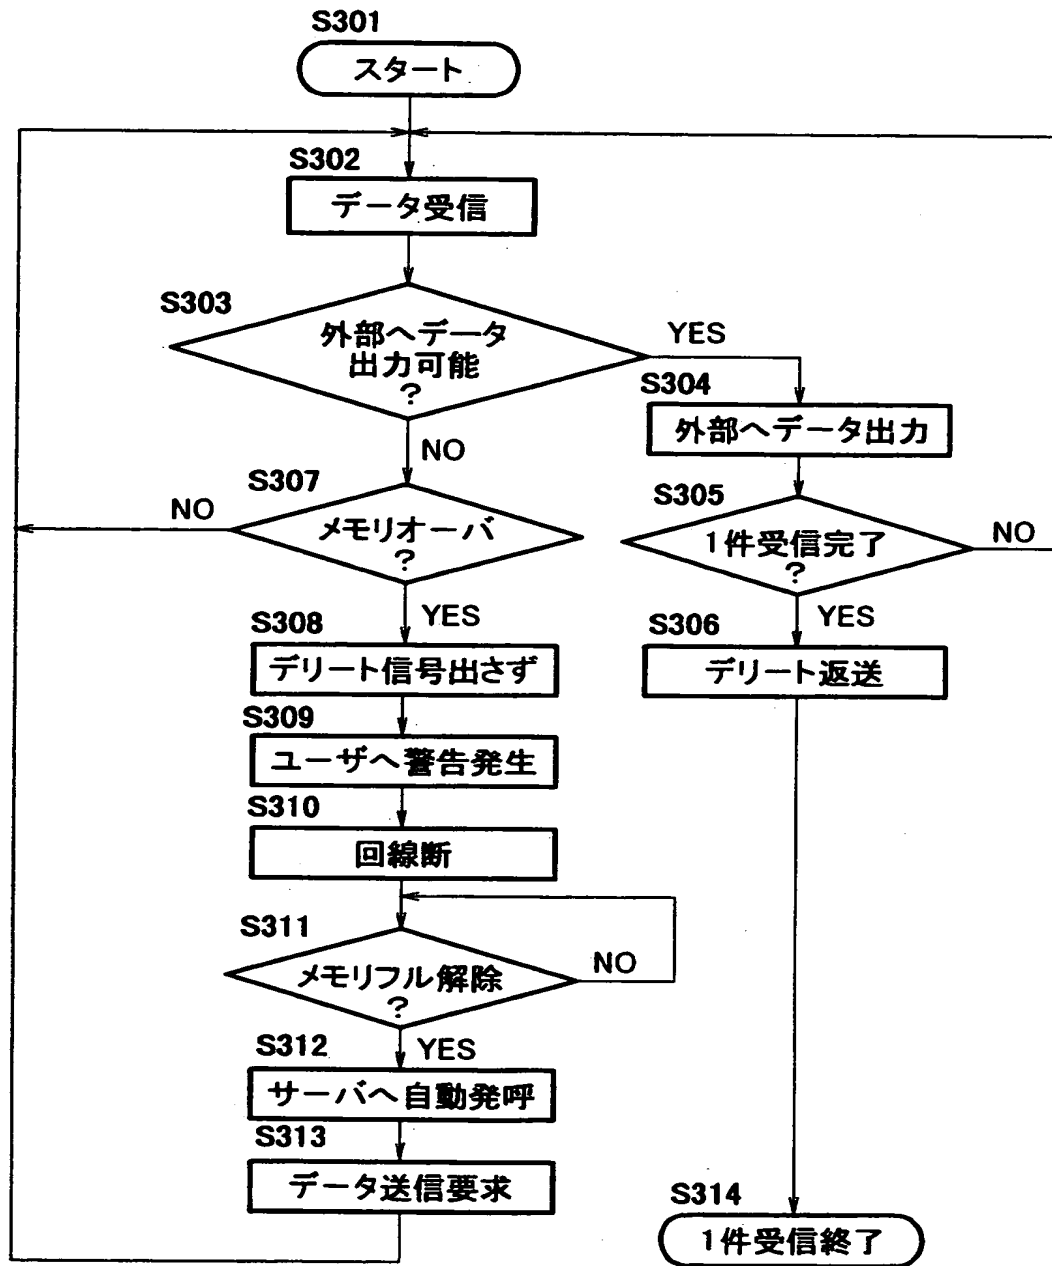 S301
スタート
S302
データ受信
S303
外部へデータ
出力可能
?
YES
NO
S304
外部へデータ出力
S305
1件受信完了
?
NO
YES
S306
デリート返送
S307
メモリオーバ
?
NO
YES
S308
デリート信号出さず
S309
ユーザへ警告発生
S310
回線断
S311
メモリフル解除
?
NO
YES
S312
サーバへ自動発呼
S313
データ送信要求
S314
1件受信終了